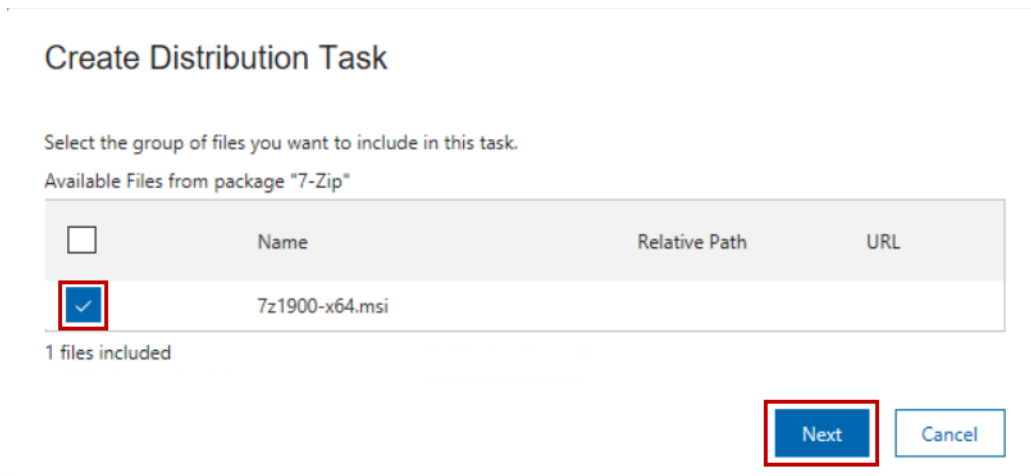 Create Distribution Task
Select the group of files you want to include in this task.
Available Files from package "7-Zip"
Name Relative Path URL
7z1900-x64.msi
1 files included
Next Cancel